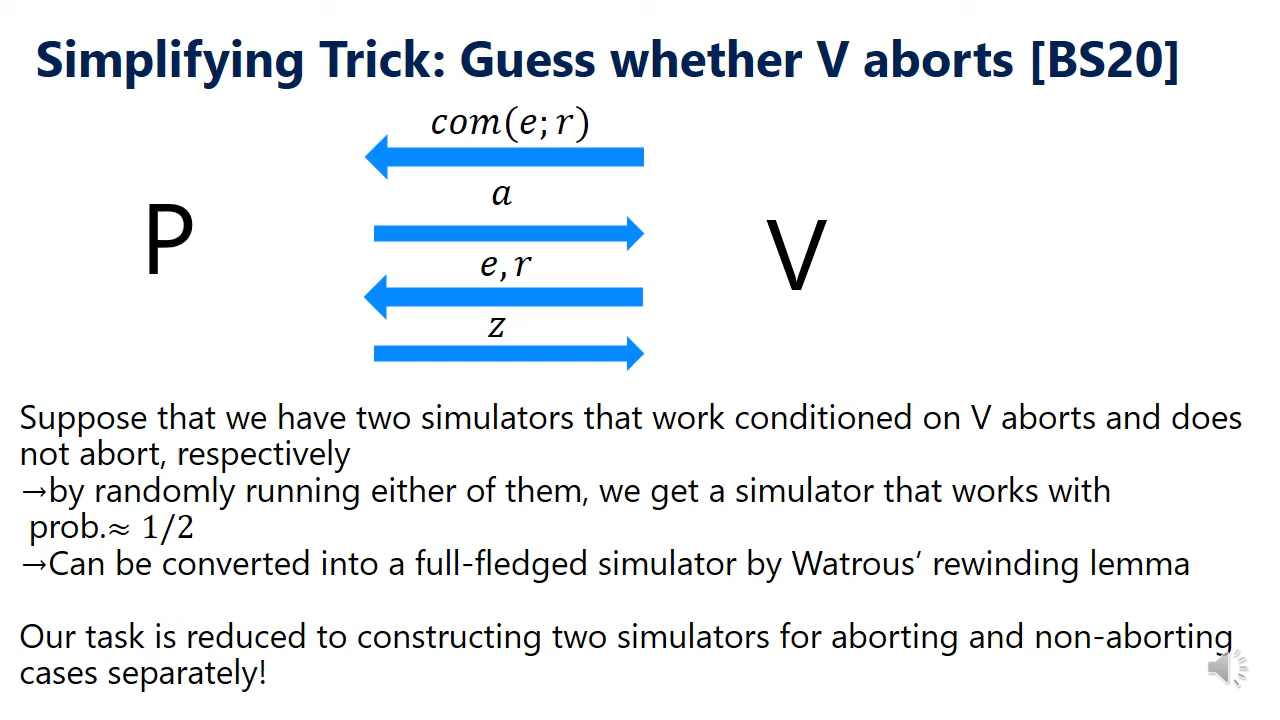 Simplifying Trick: Guess whether V aborts [BS20]
com(e; r)
a
P
V
e, r
z
Suppose that we have two simulators that work conditioned on V aborts and does
not abort, respectively
→by randomly running either of them, we get a simulator that works with
prob.≈ 1/2
→Can be converted into a full-fledged simulator by Watrous’ rewinding lemma
Our task is reduced to constructing two simulators for aborting and non-aborting
cases separately!